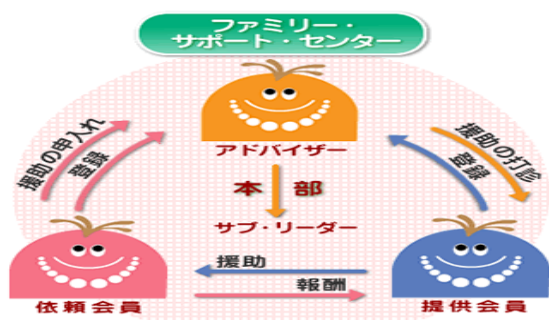 ファミリー・
サポート・センター
アドバイザー
援助の申入れ
登録
援助の打診
登録
本部
サブ・リーダー
援助
報酬
依頼会員
提供会員